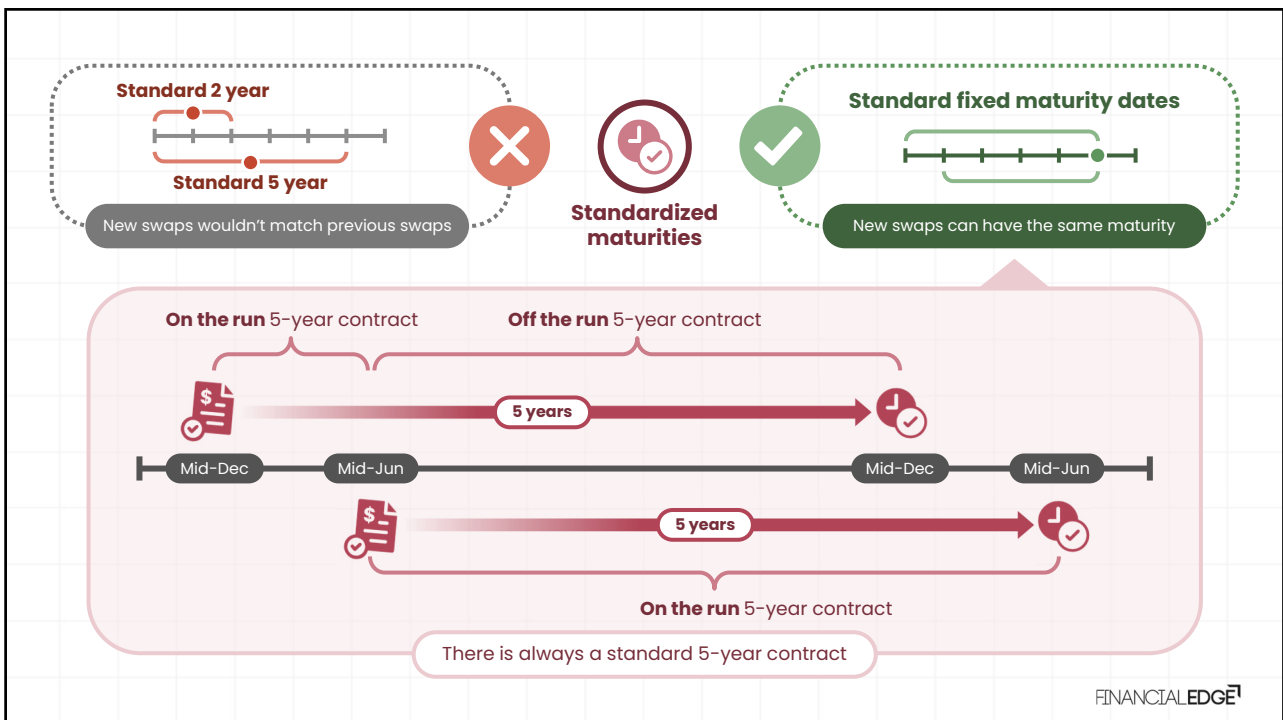 Standard 2 year
Standard 5 year
New swaps wouldn't match previous swaps
Standardized
maturities
Standard fixed maturity dates
New swaps can have the same maturity
On the run 5-year contract
Off the run 5-year contract
$
5 years
Mid-Dec
Mid-Jun
Mid-Dec
Mid-Jun
$
5 years
On the run 5-year contract
There is always a standard 5-year contract
FINANCIALEDGE